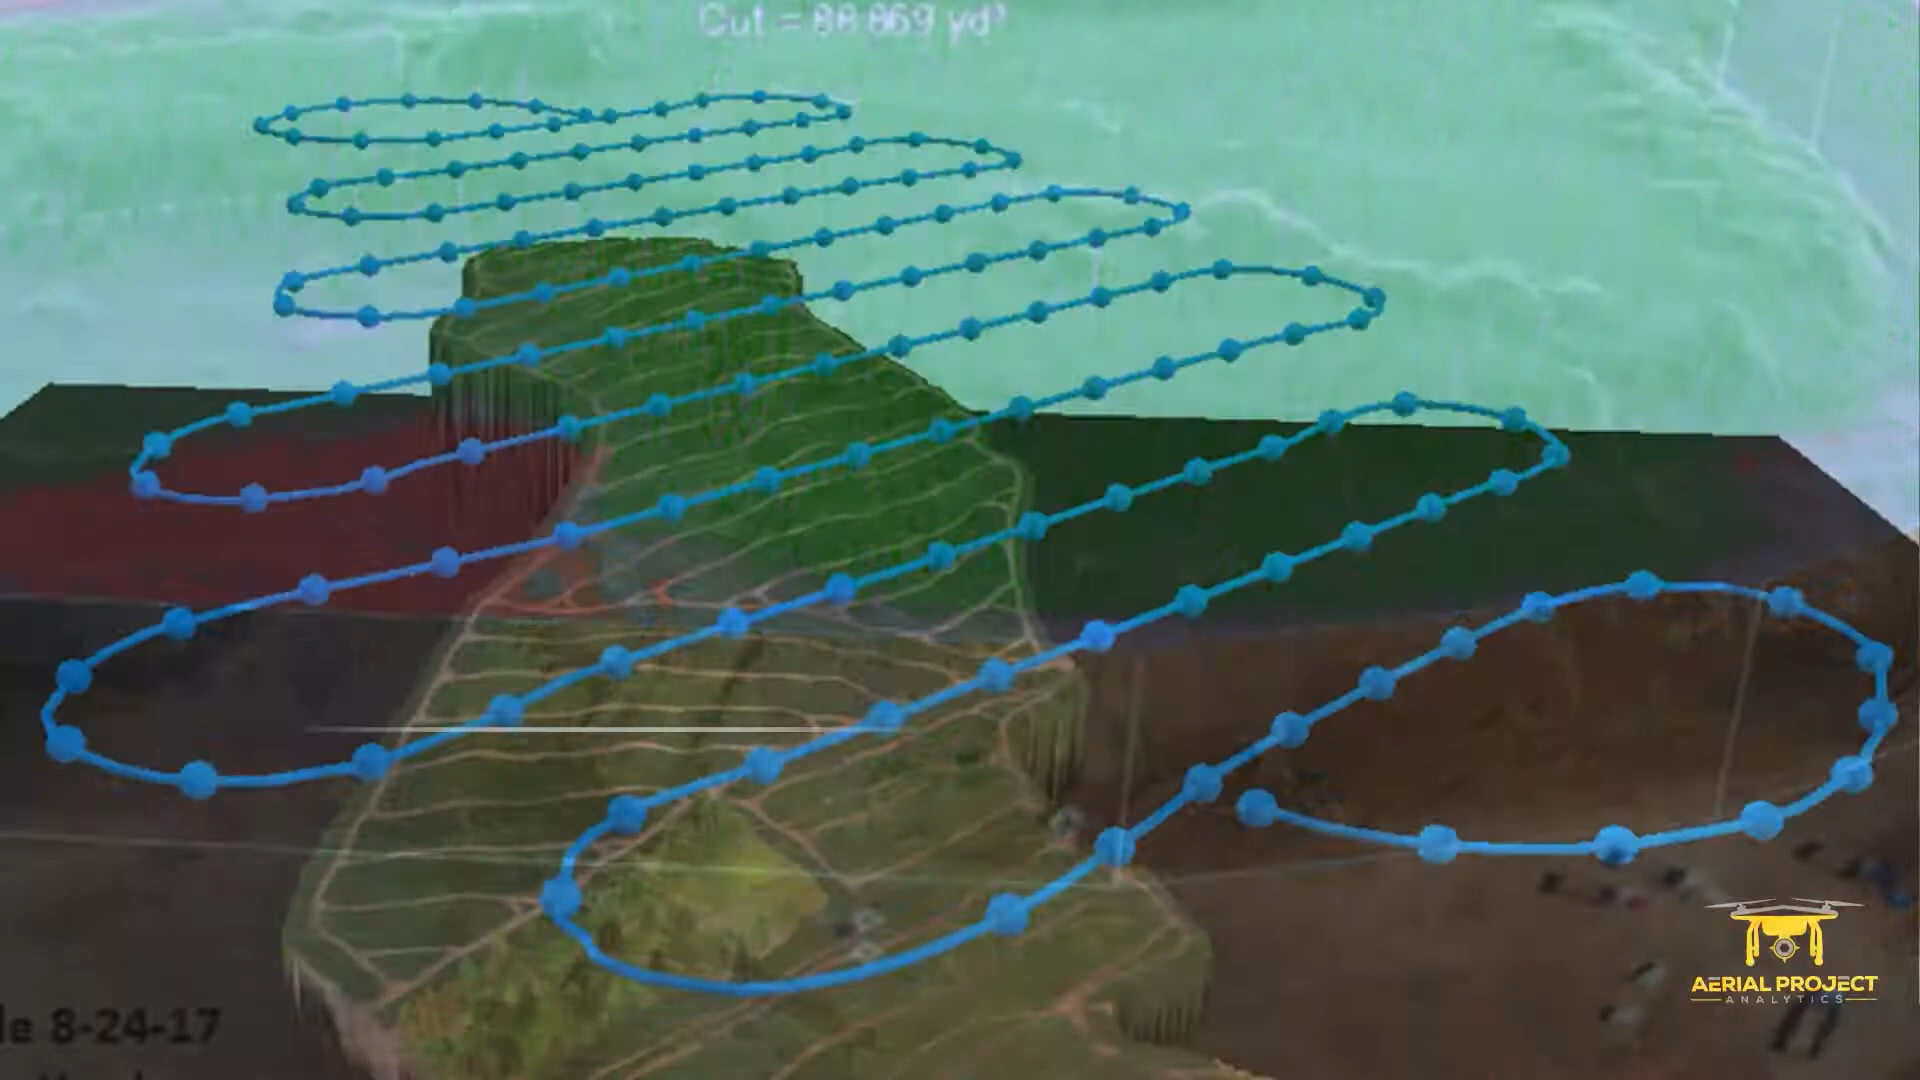 Cut = 88 869 yd³
AERIAL PROJECT
ANALYTICS
le 8-24-17